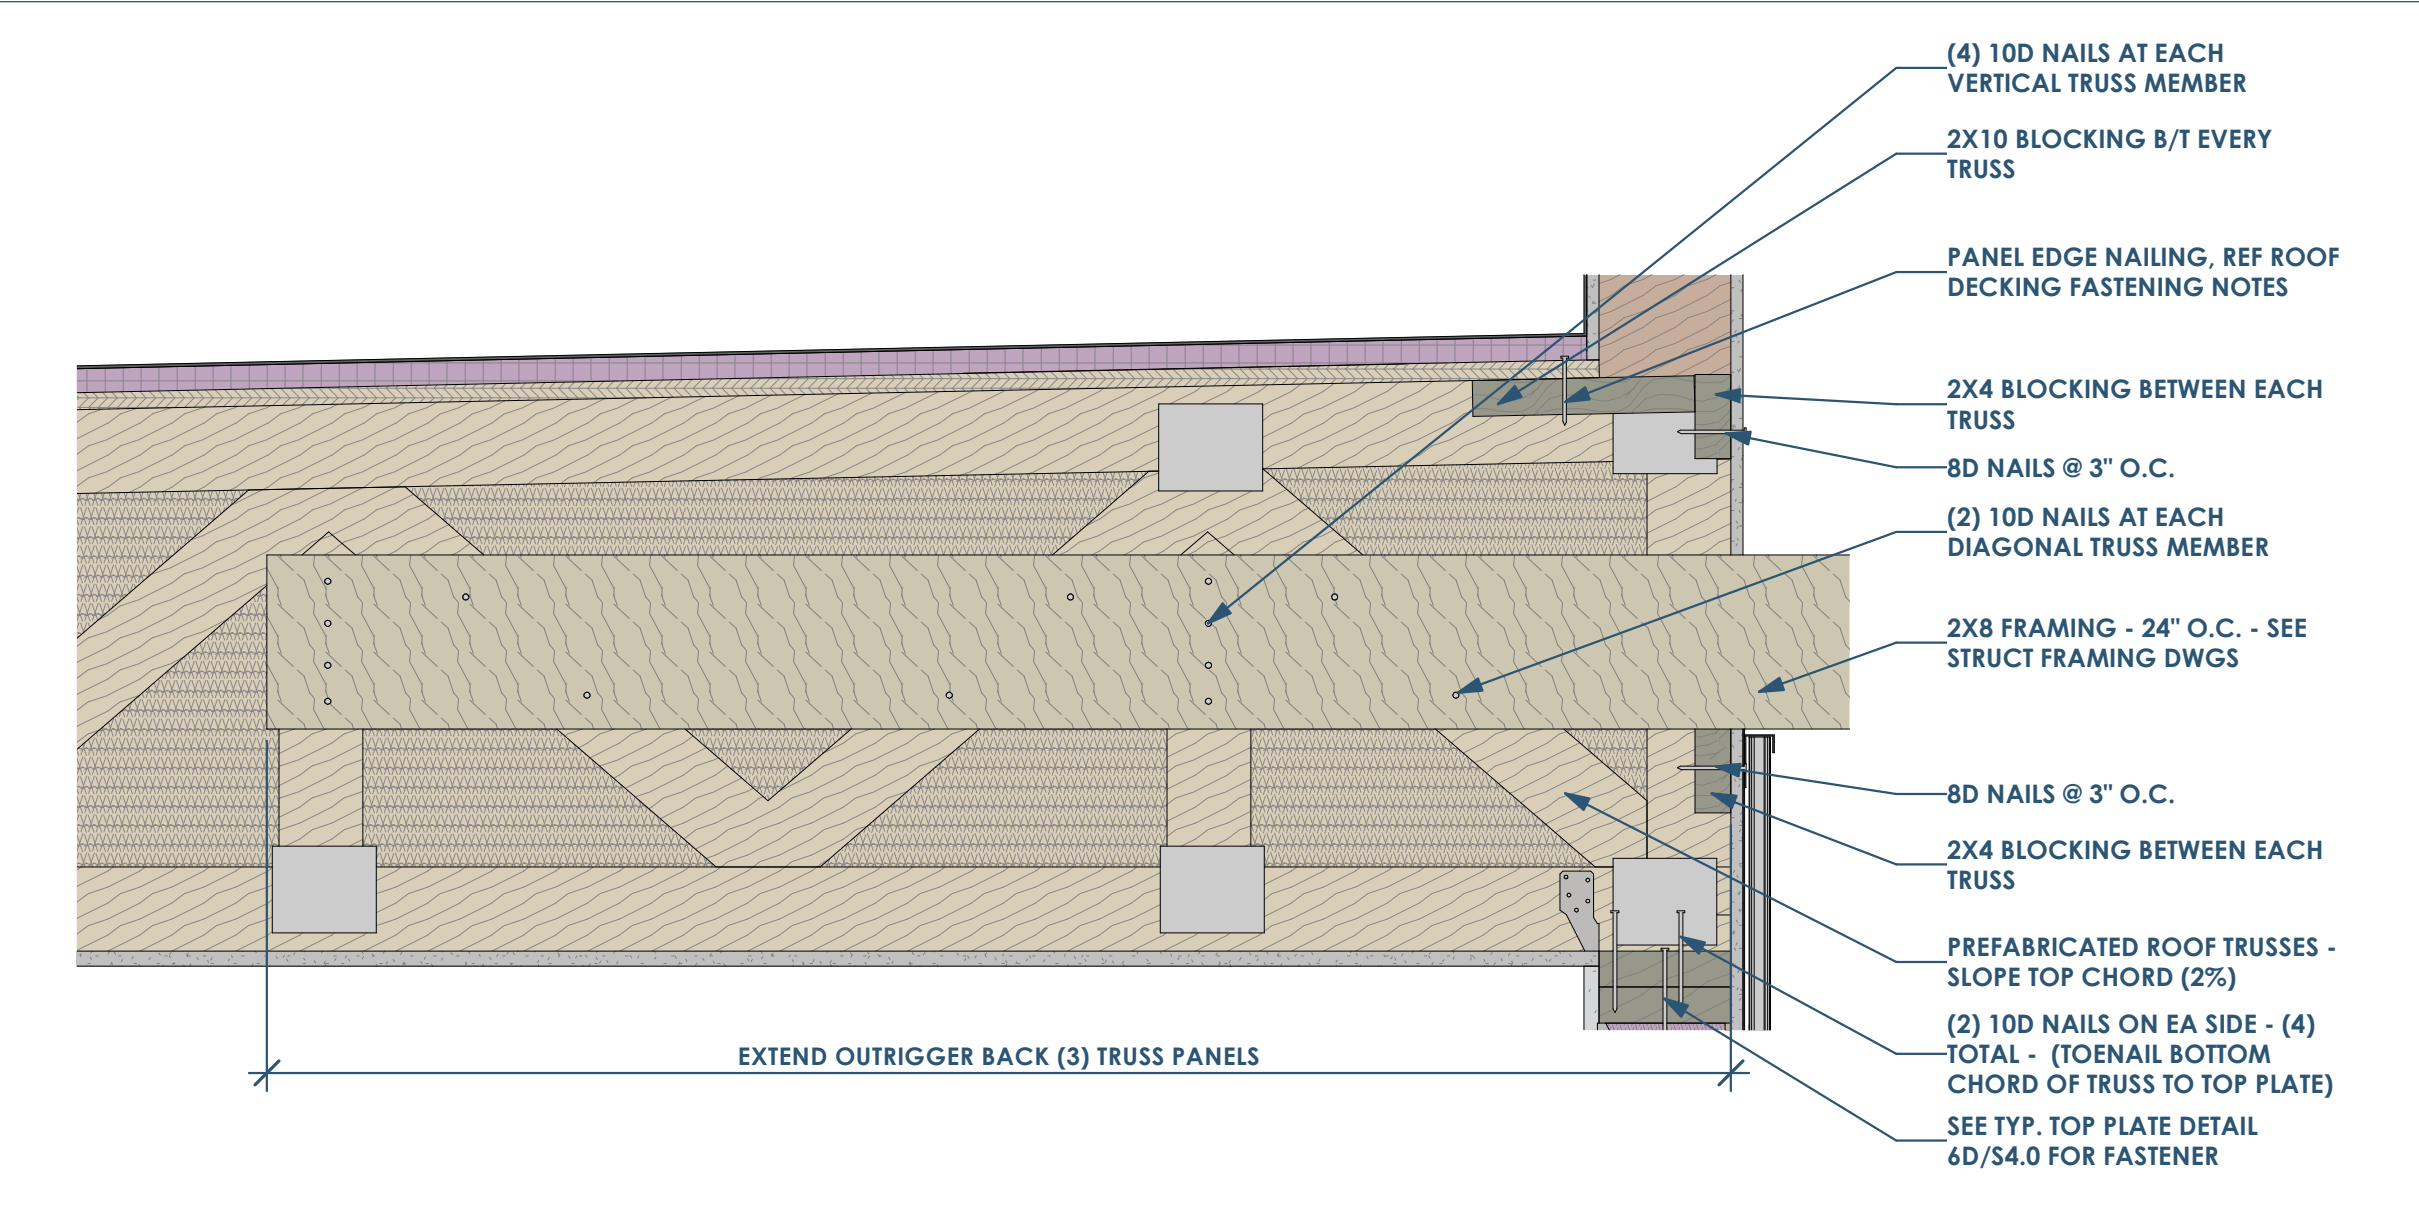 (4) 10D NAILS AT EACH
VERTICAL TRUSS MEMBER
2X10 BLOCKING B/T EVERY
TRUSS
PANEL EDGE NAILING, REF ROOF
DECKING FASTENING NOTES
2X4 BLOCKING BETWEEN EACH
TRUSS
8D NAILS @ 3" O.C.
(2) 10D NAILS AT EACH
DIAGONAL TRUSS MEMBER
2X8 FRAMING - 24" O.C. - SEE
STRUCT FRAMING DWGS
8D NAILS @ 3" O.C.
2X4 BLOCKING BETWEEN EACH
TRUSS
PREFABRICATED ROOF TRUSSES -
SLOPE TOP CHORD (2%)
(2) 10D NAILS ON EA SIDE - (4)
TOTAL -  (TOENAIL BOTTOM
CHORD OF TRUSS TO TOP PLATE)
SEE TYP. TOP PLATE DETAIL
6D/S4.0 FOR FASTENER
EXTEND OUTRIGGER BACK (3) TRUSS PANELS